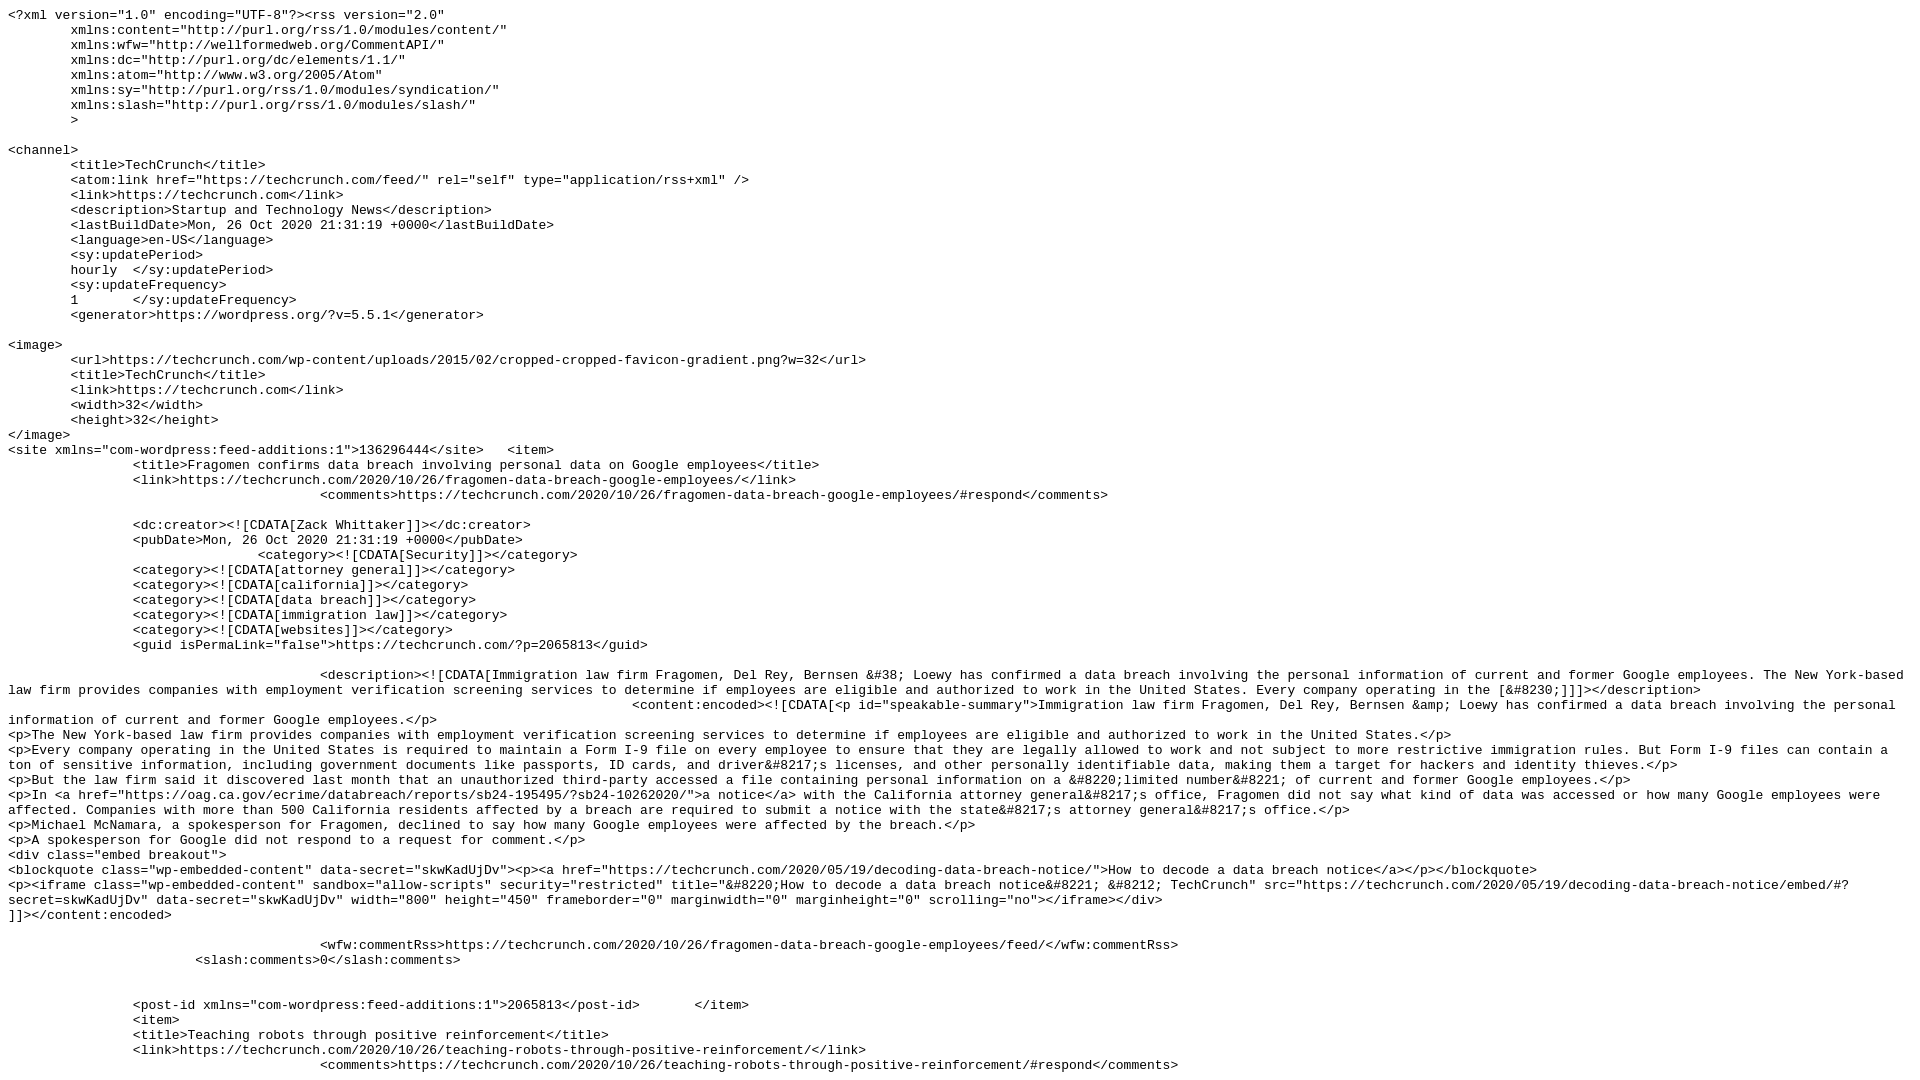 <?xml version="1.0" encoding="UTF-8"?><rss version="2.0"
xmlns:content="http://purl.org/rss/1.0/modules/content/"
xmlns:wfw="http://wellformedweb.org/CommentAPI/"
xmlns:dc="http://purl.org/dc/elements/1.1/"
xmlns:atom="http://www.w3.org/2005/Atom"
xmlns:sy="http://purl.org/rss/1.0/modules/syndication/"
xmlns:slash="http://purl.org/rss/1.0/modules/slash/"
>
<channel>
<title>TechCrunch</title>
<atom:link href="https://techcrunch.com/feed/" rel="self" type="application/rss+xml" />
<link>https://techcrunch.com</link>
<description>Startup and Technology News</description>
<lastBuildDate>Mon, 26 Oct 2020 21:31:19 +0000</lastBuildDate>
<language>en-US</language>
<sy:updatePeriod>
hourly  </sy:updatePeriod>
<sy:updateFrequency>
1       </sy:updateFrequency>
<generator>https://wordpress.org/?v=5.5.1</generator>
<image>
<url>https://techcrunch.com/wp-content/uploads/2015/02/cropped-cropped-favicon-gradient.png?w=32</url>
<title>TechCrunch</title>
<link>https://techcrunch.com</link>
<width>32</width>
<height>32</height>
</image>
<site xmlns="com-wordpress:feed-additions:1">136296444</site>   <item>
<title>Fragomen confirms data breach involving personal data on Google employees</title>
<link>https://techcrunch.com/2020/10/26/fragomen-data-breach-google-employees/</link>
<comments>https://techcrunch.com/2020/10/26/fragomen-data-breach-google-employees/#respond</comments>
<dc:creator><![CDATA[Zack Whittaker]]></dc:creator>
<pubDate>Mon, 26 Oct 2020 21:31:19 +0000</pubDate>
<category><![CDATA[Security]]></category>
<category><![CDATA[attorney general]]></category>
<category><![CDATA[california]]></category>
<category><![CDATA[data breach]]></category>
<category><![CDATA[immigration law]]></category>
<category><![CDATA[websites]]></category>
<guid isPermaLink="false">https://techcrunch.com/?p=2065813</guid>
<description><![CDATA[Immigration law firm Fragomen, Del Rey, Bernsen &#38; Loewy has confirmed a data breach involving the personal information of current and former Google employees. The New York-based
law firm provides companies with employment verification screening services to determine if employees are eligible and authorized to work in the United States. Every company operating in the [&#8230;]]]></description>
<content:encoded><![CDATA[<p id="speakable-summary">Immigration law firm Fragomen, Del Rey, Bernsen &amp; Loewy has confirmed a data breach involving the personal
information of current and former Google employees.</p>
<p>The New York-based law firm provides companies with employment verification screening services to determine if employees are eligible and authorized to work in the United States.</p>
<p>Every company operating in the United States is required to maintain a Form I-9 file on every employee to ensure that they are legally allowed to work and not subject to more restrictive immigration rules. But Form I-9 files can contain a
ton of sensitive information, including government documents like passports, ID cards, and driver&#8217;s licenses, and other personally identifiable data, making them a target for hackers and identity thieves.</p>
<p>But the law firm said it discovered last month that an unauthorized third-party accessed a file containing personal information on a &#8220;limited number&#8221; of current and former Google employees.</p>
<p>In <a href="https://oag.ca.gov/ecrime/databreach/reports/sb24-195495/?sb24-10262020/">a notice</a> with the California attorney general&#8217;s office, Fragomen did not say what kind of data was accessed or how many Google employees were
affected. Companies with more than 500 California residents affected by a breach are required to submit a notice with the state&#8217;s attorney general&#8217;s office.</p>
<p>Michael McNamara, a spokesperson for Fragomen, declined to say how many Google employees were affected by the breach.</p>
<p>A spokesperson for Google did not respond to a request for comment.</p>
<div class="embed breakout">
<blockquote class="wp-embedded-content" data-secret="skwKadUjDv"><p><a href="https://techcrunch.com/2020/05/19/decoding-data-breach-notice/">How to decode a data breach notice</a></p></blockquote>
<p><iframe class="wp-embedded-content" sandbox="allow-scripts" security="restricted" title="&#8220;How to decode a data breach notice&#8221; &#8212; TechCrunch" src="https://techcrunch.com/2020/05/19/decoding-data-breach-notice/embed/#?
secret=skwKadUjDv" data-secret="skwKadUjDv" width="800" height="450" frameborder="0" marginwidth="0" marginheight="0" scrolling="no"></iframe></div>
]]></content:encoded>
<wfw:commentRss>https://techcrunch.com/2020/10/26/fragomen-data-breach-google-employees/feed/</wfw:commentRss>
<slash:comments>0</slash:comments>
<post-id xmlns="com-wordpress:feed-additions:1">2065813</post-id>       </item>
<item>
<title>Teaching robots through positive reinforcement</title>
<link>https://techcrunch.com/2020/10/26/teaching-robots-through-positive-reinforcement/</link>
<comments>https://techcrunch.com/2020/10/26/teaching-robots-through-positive-reinforcement/#respond</comments>